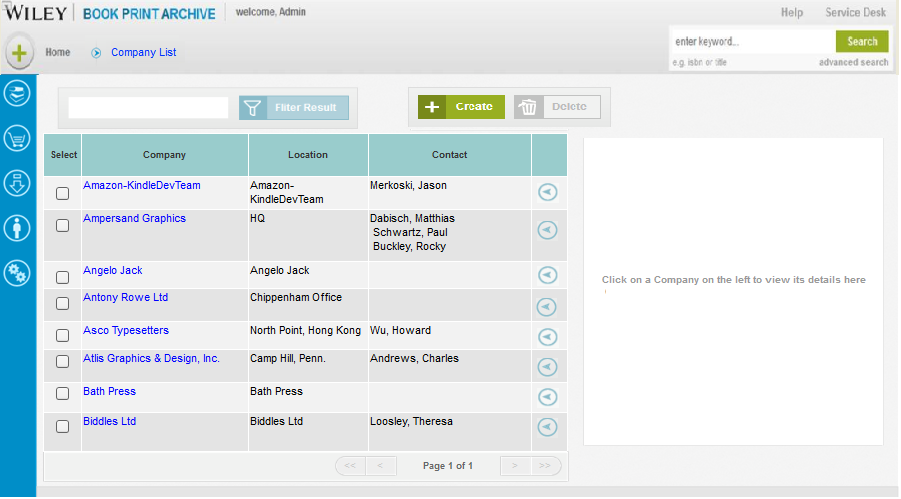 WILEY BOOK PRINT ARCHIVE welcome, Admin Help Service Desk
Home Company List
enter keyword... Search
e.g. isbn or title advanced search
Filter Result Create Delete
Select Company Location Contact
Amazon-KindleDevTeam Amazon- Merkoski, Jason
KindleDevTeam
Ampersand Graphics HQ Dabisch, Matthias
Schwartz, Paul
Buckley, Rocky
Angelo Jack Angelo Jack
Antony Rowe Ltd Chippenham Office
Asco Typesetters North Point, Hong Kong Wu, Howard
Atlis Graphics & Design, Inc. Camp Hill, Penn. Andrews, Charles
Bath Press Bath Press
Biddles Ltd Biddles Ltd Loosley, Theresa
<< < Page 1 of 1 > >>
Click on a Company on the left to view its details here